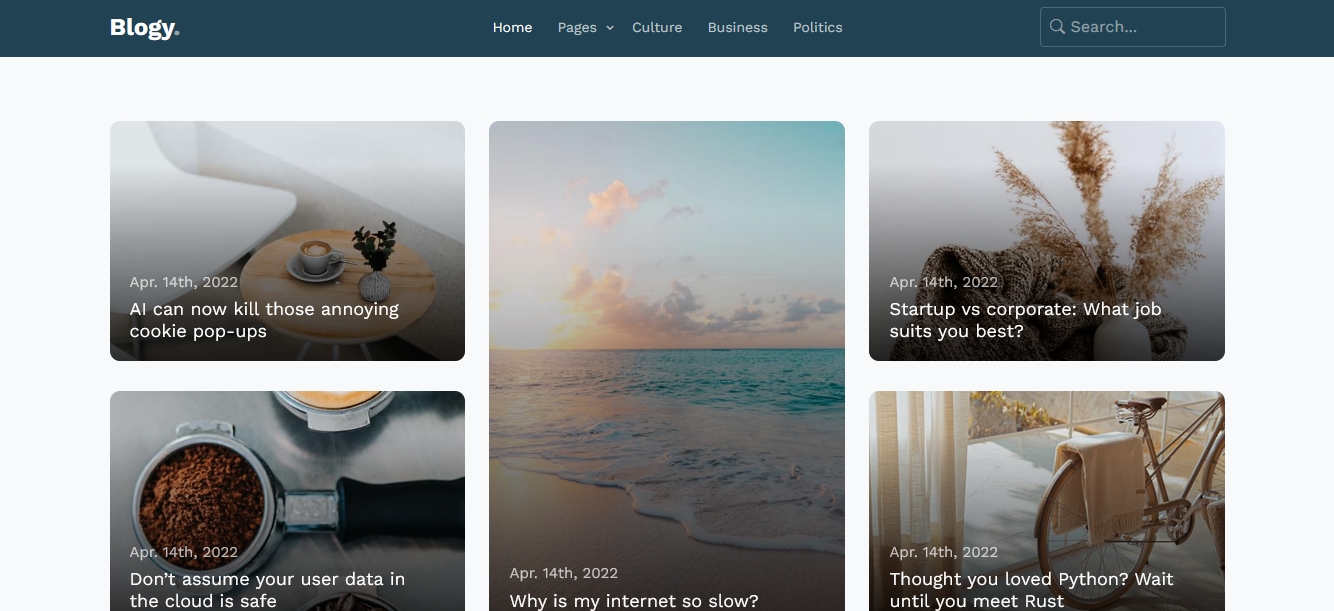 Blogy.
Home
Pages
Culture
Business
Politics
Search...
Apr. 14th, 2022
AI can now kill those annoying
cookie pop-ups
Apr. 14th, 2022
Don’t assume your user data in
the cloud is safe
Apr. 14th, 2022
Why is my internet so slow?
Apr. 14th, 2022
Startup vs corporate: What job
suits you best?
Apr. 14th, 2022
Thought you loved Python? Wait
until you meet Rust